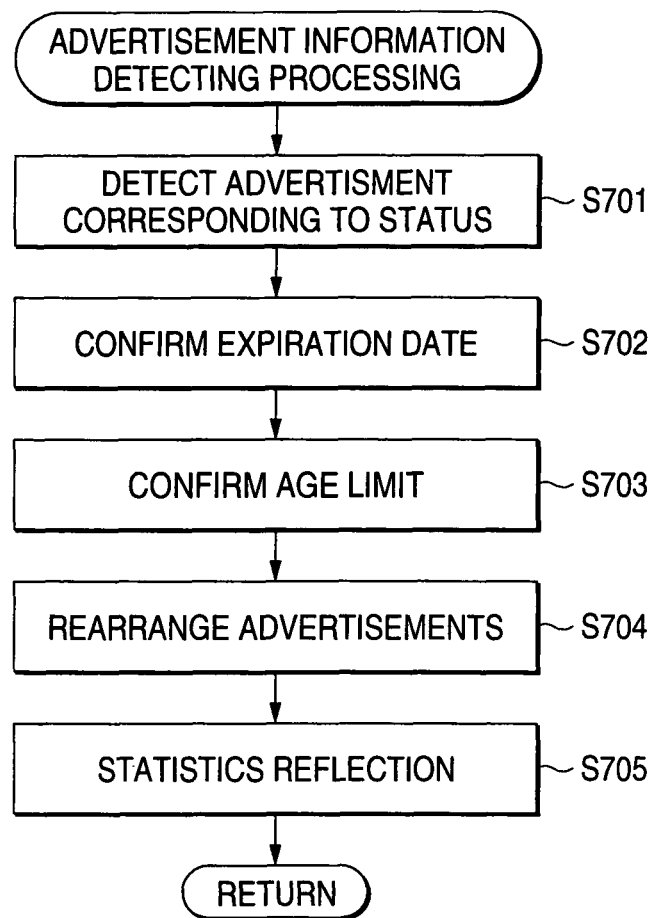 ADVERTISEMENT INFORMATION
DETECTING PROCESSING
DETECT ADVERTISMENT
CORRESPONDING TO STATUS
S701
CONFIRM EXPIRATION DATE
S702
CONFIRM AGE LIMIT
S703
REARRANGE ADVERTISEMENTS
S704
STATISTICS REFLECTION
S705
RETURN